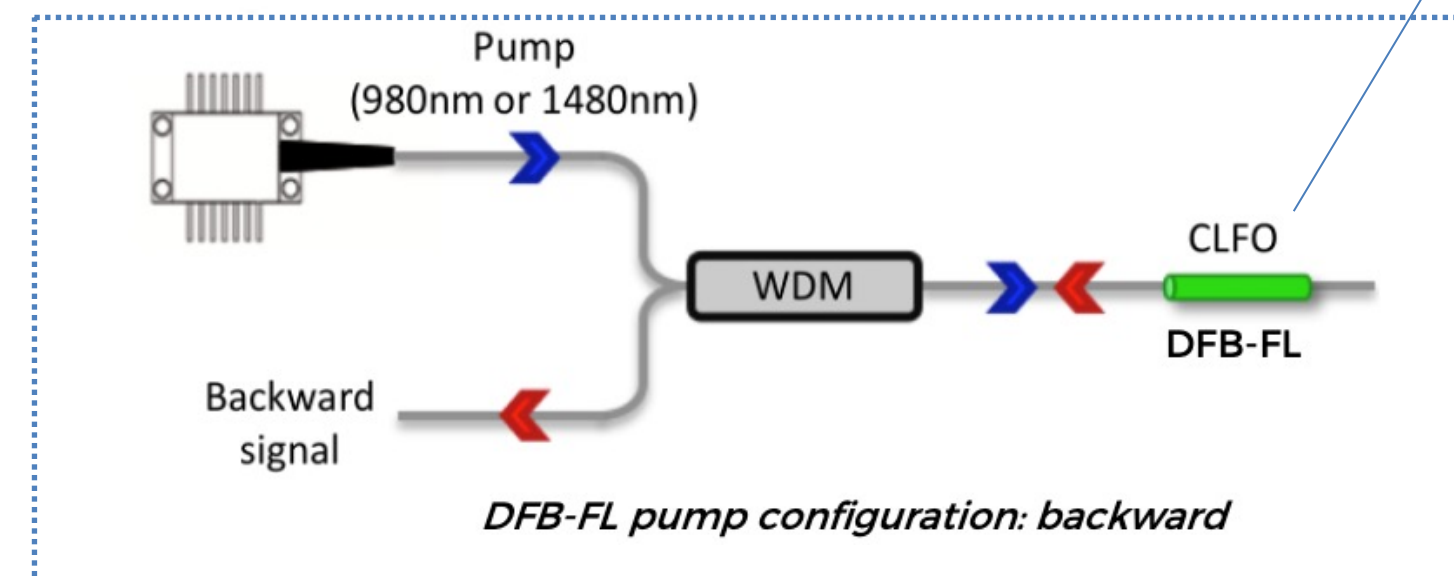 Pump
(980nm or 1480nm)
CLFO
WDM
DFB-FL
Backward
signal
DFB-FL pump configuration: backward